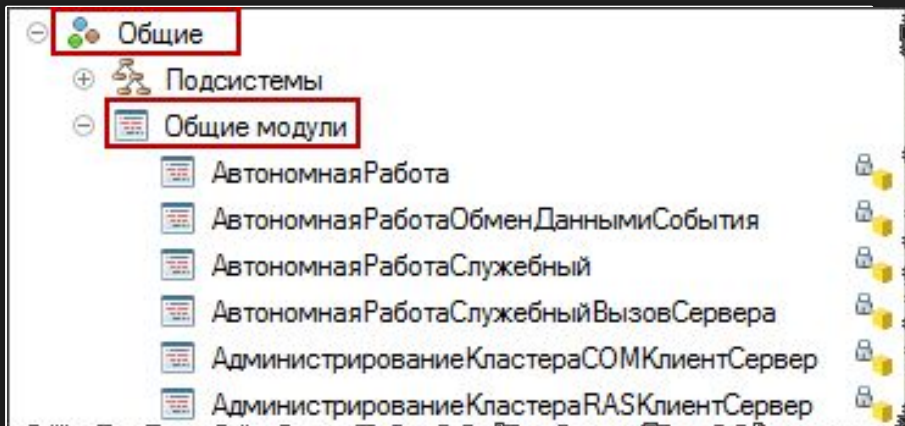 Общие
Подсистемы
Общие модули
АвтономнаяРабота
АвтономнаяРаботаОбменДаннымиСобытия
АвтономнаяРаботаСлужебный
АвтономнаяРаботаСлужебныйВызовСервера
АдминистрированиеКластераCOMКлиентСервер
АдминистрированиеКластераRASКлиентСервер